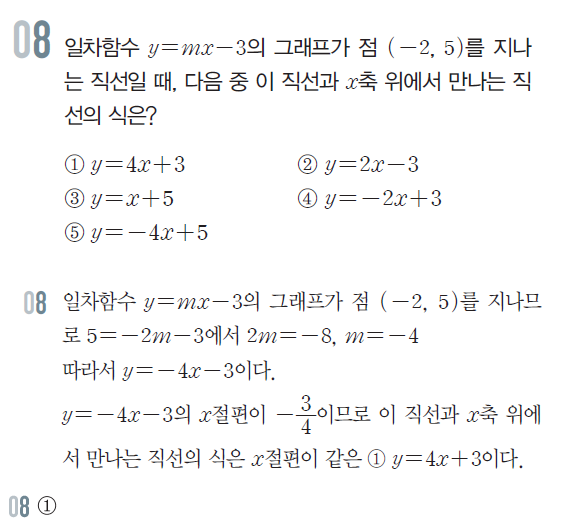 08 일차함수 y=mx-3의 그래프가 점 (-2, 5)를 지나
는 직선일 때, 다음 중 이 직선과 x축 위에서 만나는 직
선의 식은?
① y=4x+3 ② y=2x-3
③ y=x+5 ④ y=-2x+3
⑤ y=-4x+5
08 일차함수 y=mx-3의 그래프가 점 (-2, 5)를 지나므
로 5=-2m-3에서 2m=-8, m=-4
따라서 y=-4x-3이다.
y=-4x-3의 x절편이 -3/4이므로 이 직선과 x축 위에
서 만나는 직선의 식은 x절편이 같은 ① y=4x+3이다.
08 ①